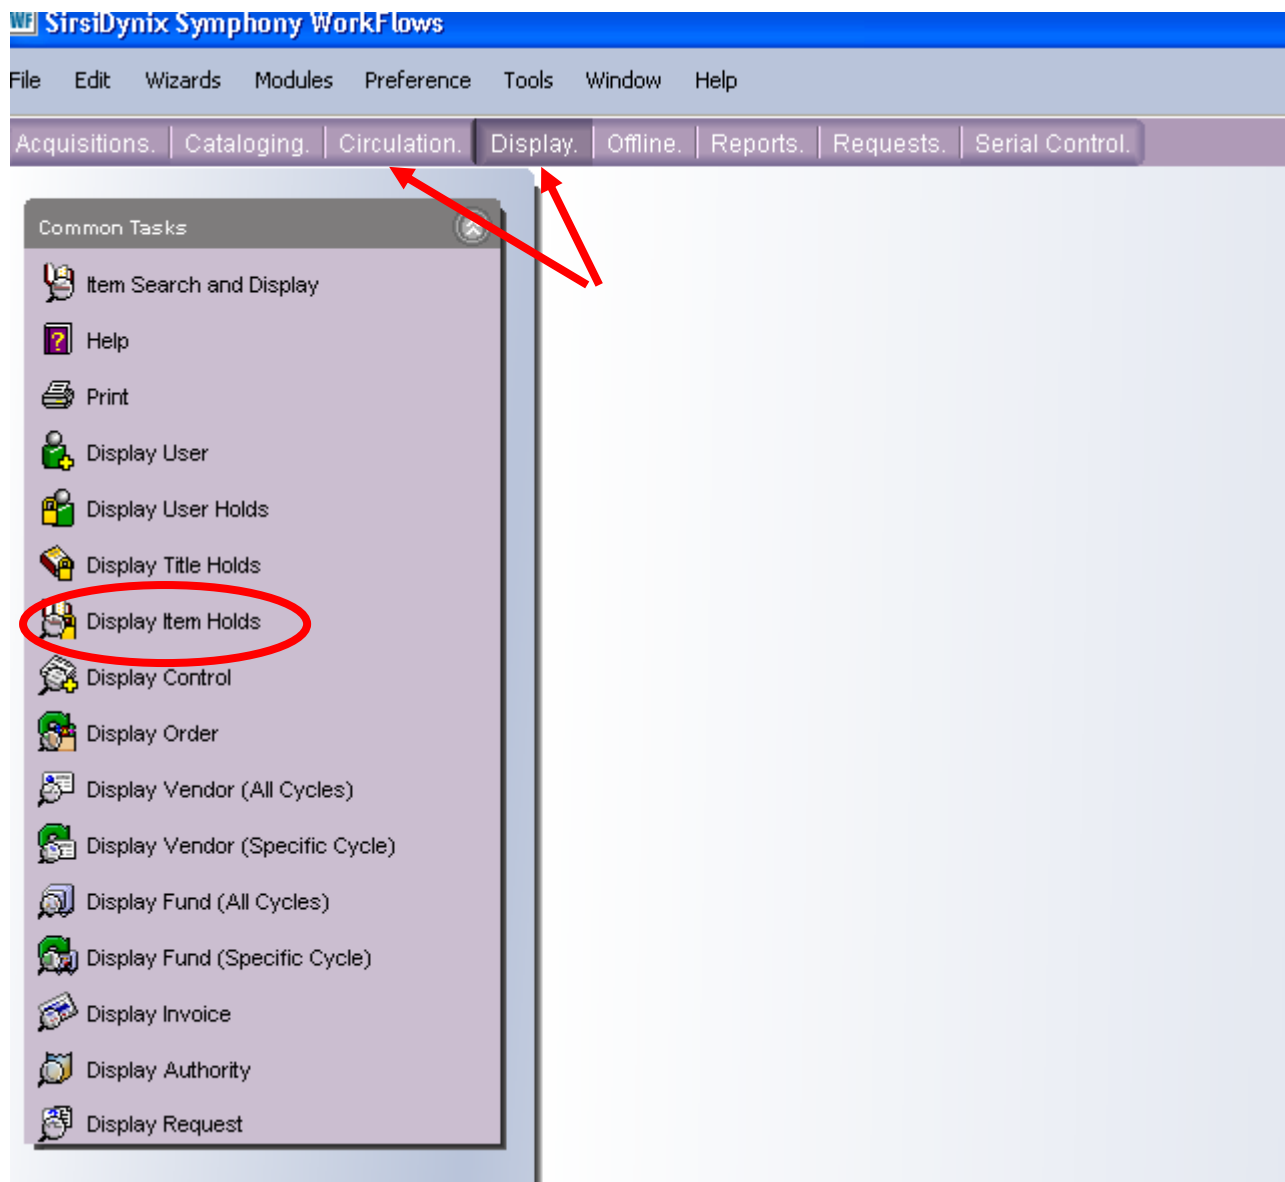 WF SirsiDynix Symphony WorkFlows
File Edit Wizards Modules Preference Tools Window Help
Acquisitions. Cataloging. Circulation. Display. Offline. Reports. Requests. Serial Control.
Common Tasks
Item Search and Display
? Help
Print
Display User
Display User Holds
Display Title Holds
Display Item Holds
Display Control
Display Order
Display Vendor (All Cycles)
Display Vendor (Specific Cycle)
Display Fund (All Cycles)
Display Fund (Specific Cycle)
Display Invoice
Display Authority
Display Request